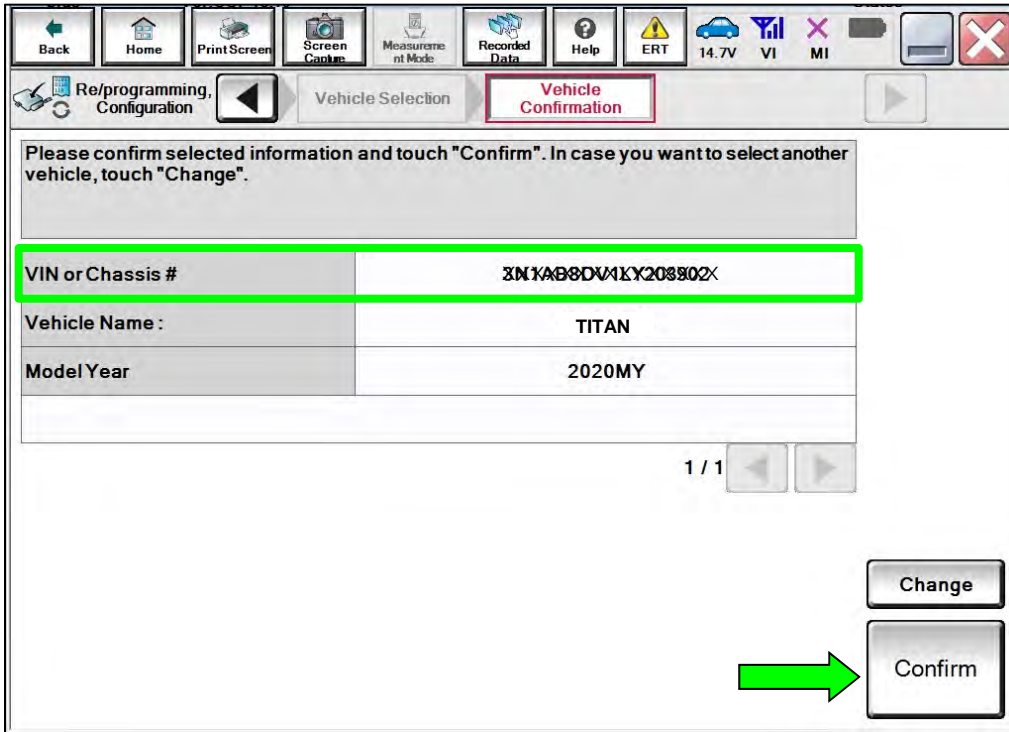 Back
Home
Print Screen
Screen Capture
Measureme nt Mode
Recorded Data
Help
ERT
14.7V
VI
MI
Re/programming, Configuration
Vehicle Selection
Vehicle Confirmation
Please confirm selected information and touch "Confirm". In case you want to select another
vehicle, touch "Change".
VIN or Chassis #
Vehicle Name :
TITAN
Model Year
2020MY
1 / 1
Change
Confirm